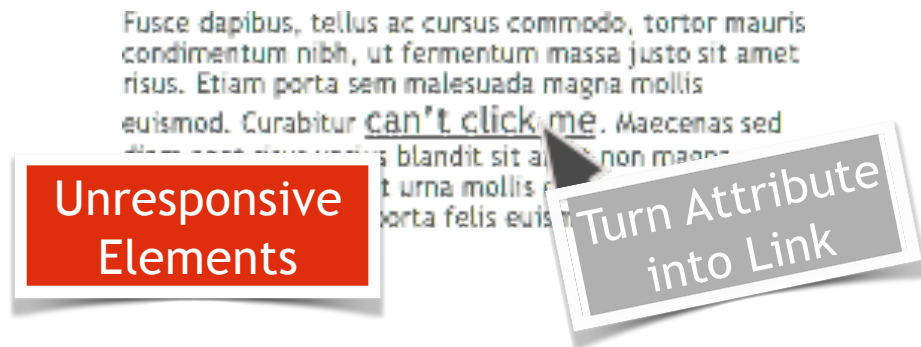 Fusce dapibus, tellus ac cursus commodo, tortor mauris
condimentum nibh, ut fermentum massa justo sit amet
risus. Etiam porta sem malesuada magna mollis
euismod. Curabitur can't click me. Maecenas sed
blandit sit non
urna mollis
porta felis
Unresponsive
Elements
Turn Attribute
into Link